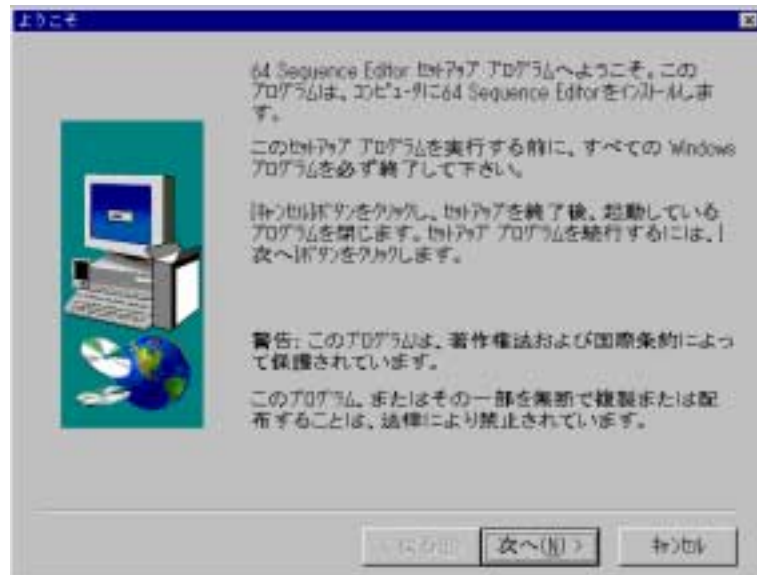 ようこそ
64 Sequence Editor ｾｯﾄｱｯﾌﾟ ﾌﾟﾛｸﾞﾗﾑへようこそ。この
ﾌﾟﾛｸﾞﾗﾑは、ｺﾝﾋﾟｭｰﾀに64 Sequence Editorをｲﾝｽﾄｰﾙしま
す。
このｾｯﾄｱｯﾌﾟ ﾌﾟﾛｸﾞﾗﾑを実行する前に、すべての Windows
ﾌﾟﾛｸﾞﾗﾑを必ず終了して下さい。
[ｷｬﾝｾﾙ]ﾎﾞﾀﾝをｸﾘｯｸし、ｾｯﾄｱｯﾌﾟを終了後、起動している
ﾌﾟﾛｸﾞﾗﾑを閉じます。ｾｯﾄｱｯﾌﾟ ﾌﾟﾛｸﾞﾗﾑを続行するには、[
次へ]ﾎﾞﾀﾝをｸﾘｯｸします。
警告: このﾌﾟﾛｸﾞﾗﾑは、著作権法および国際条約によっ
て保護されています。
このﾌﾟﾛｸﾞﾗﾑ、またはその一部を無断で複製または配
布することは、法律により禁止されています。
次へ(N) >
ｷｬﾝｾﾙ